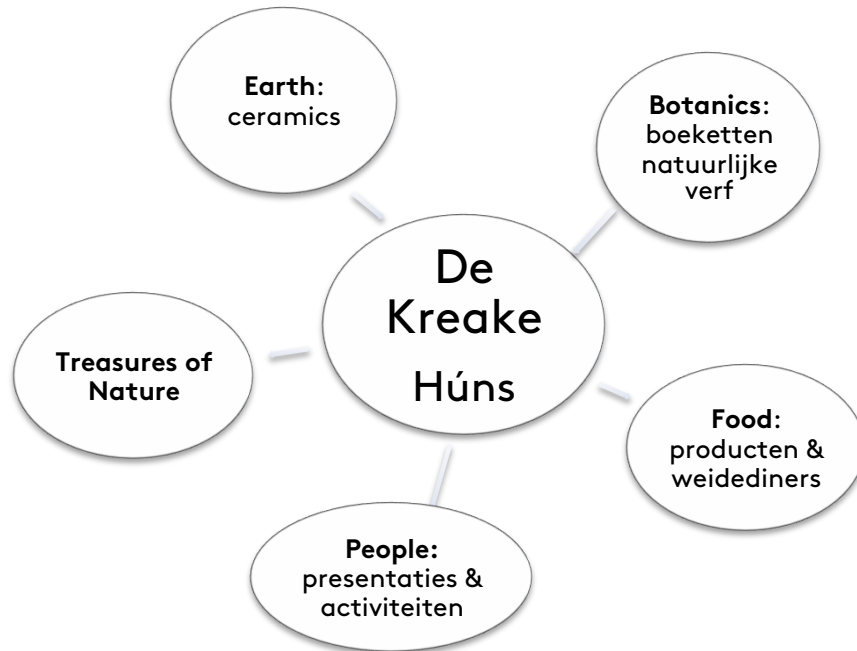 Earth:
ceramics
Botanics:
boeketten
natuurlijke
verf
De
Kreake
Húns
Treasures of
Nature
Food:
producten &
weidediners
People:
presentaties &
activiteiten